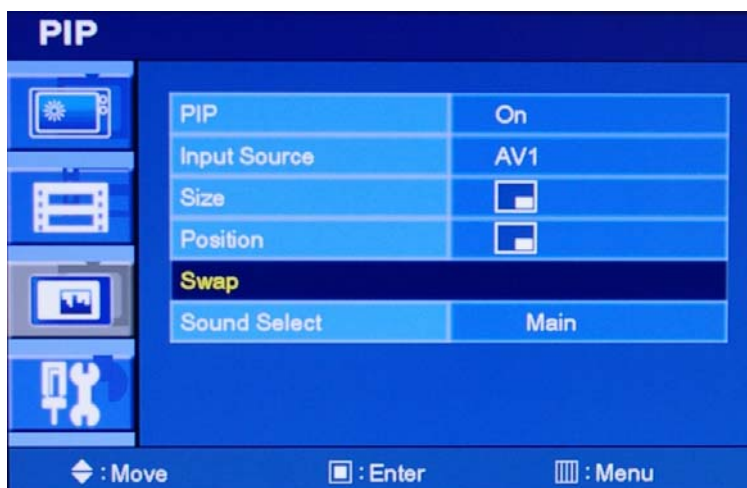 PIP
PIP On
Input Source AV1
Size
Position
Swap
Sound Select Main
: Move : Enter : Menu